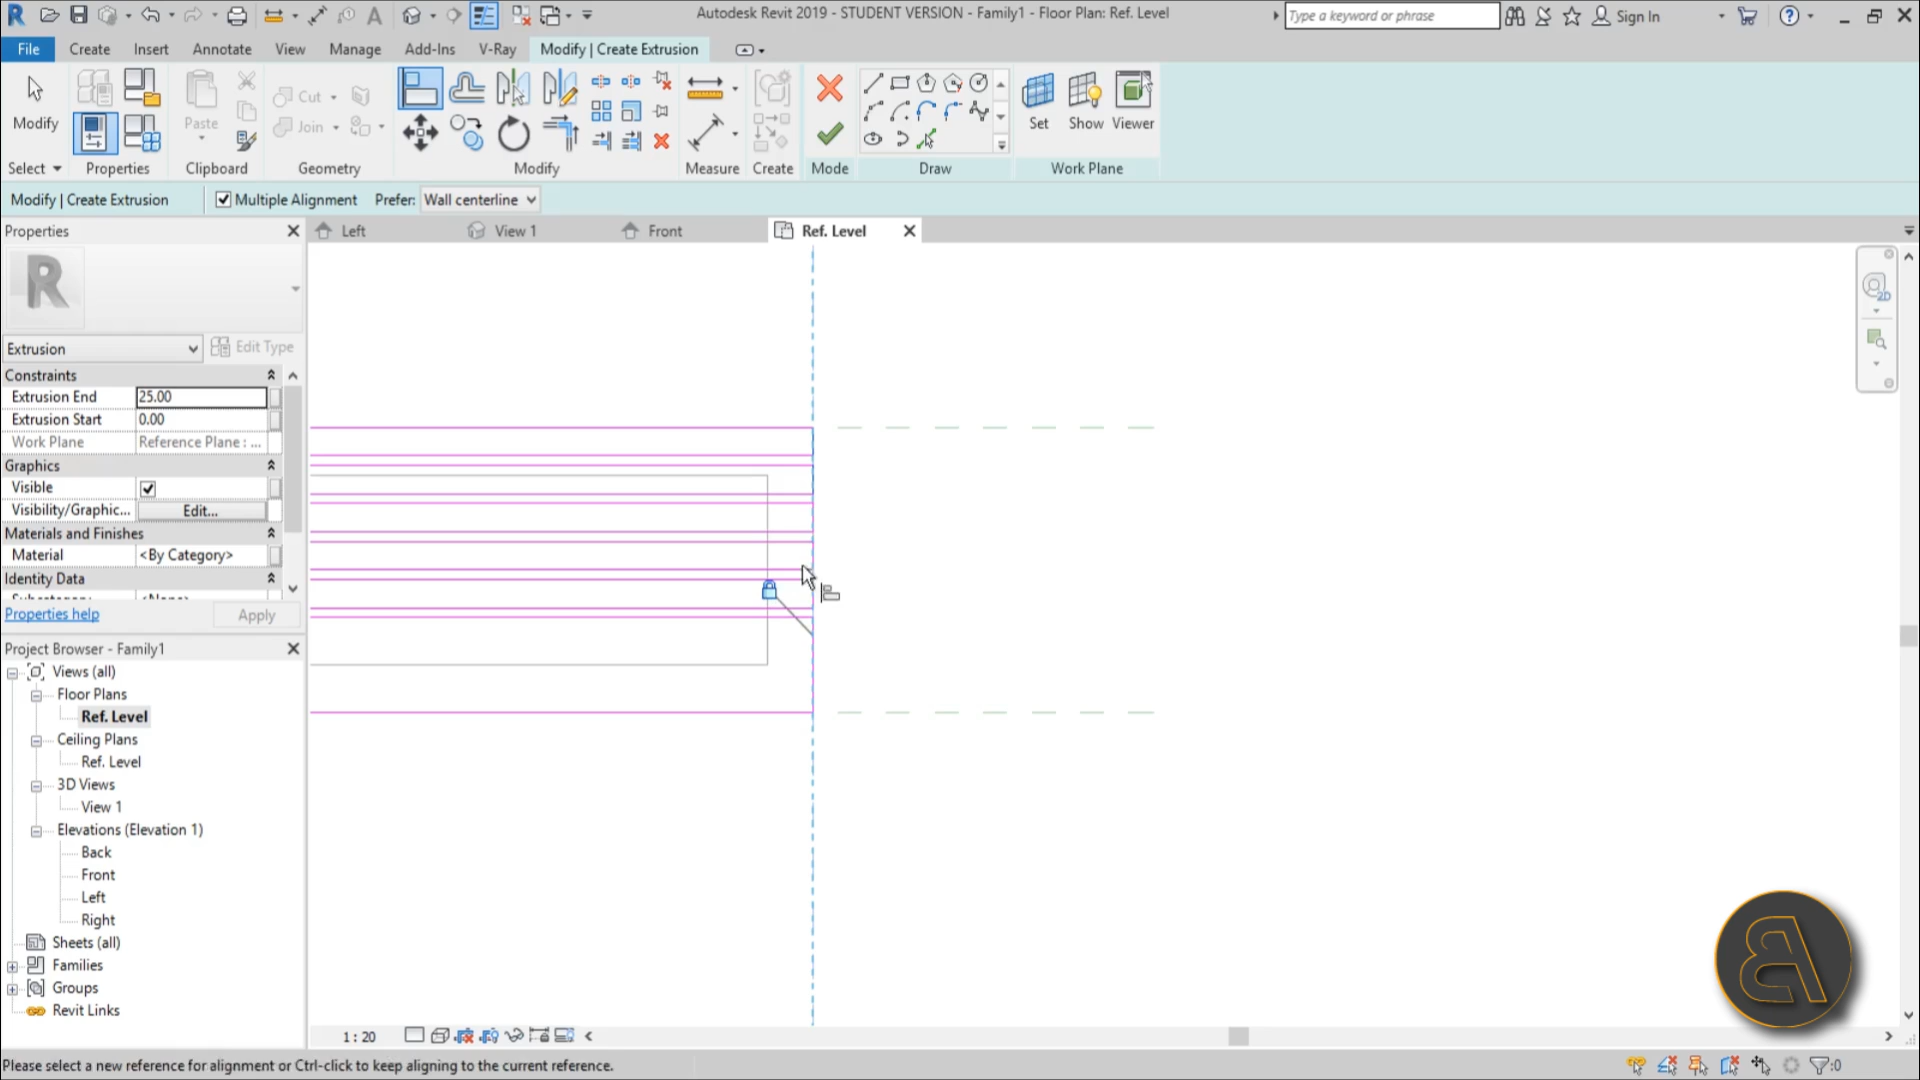 Autodesk Revit 2019 - STUDENT VERSION - Family1 - Floor Plan: Ref. Level
Type a keyword or phrase
Sign In
File
Create
Insert
Annotate
View
Manage
Add-Ins
V-Ray
Modify | Create Extrusion
Modify
Paste
Cut
Join
Set
Show
Viewer
Select
Properties
Clipboard
Geometry
Modify
Measure
Create
Mode
Draw
Work Plane
Modify | Create Extrusion
Multiple Alignment
Prefer:
Wall centerline
Properties
Left
View 1
Front
Ref. Level
R
2D
Extrusion
Edit Type
Constraints
Extrusion End 25.00
Extrusion Start 0.00
Work Plane Reference Plane : ...
Graphics
Visible
Visibility/Graphic... Edit...
Materials and Finishes
Material <By Category>
Identity Data
Properties help
Apply
Project Browser - Family1
Views (all)
Floor Plans
Ref. Level
Ceiling Plans
Ref. Level
3D Views
View 1
Elevations (Elevation 1)
Back
Front
Left
Right
Sheets (all)
Families
Groups
Revit Links
1 : 20
Please select a new reference for alignment or Ctrl-click to keep aligning to the current reference.
:0